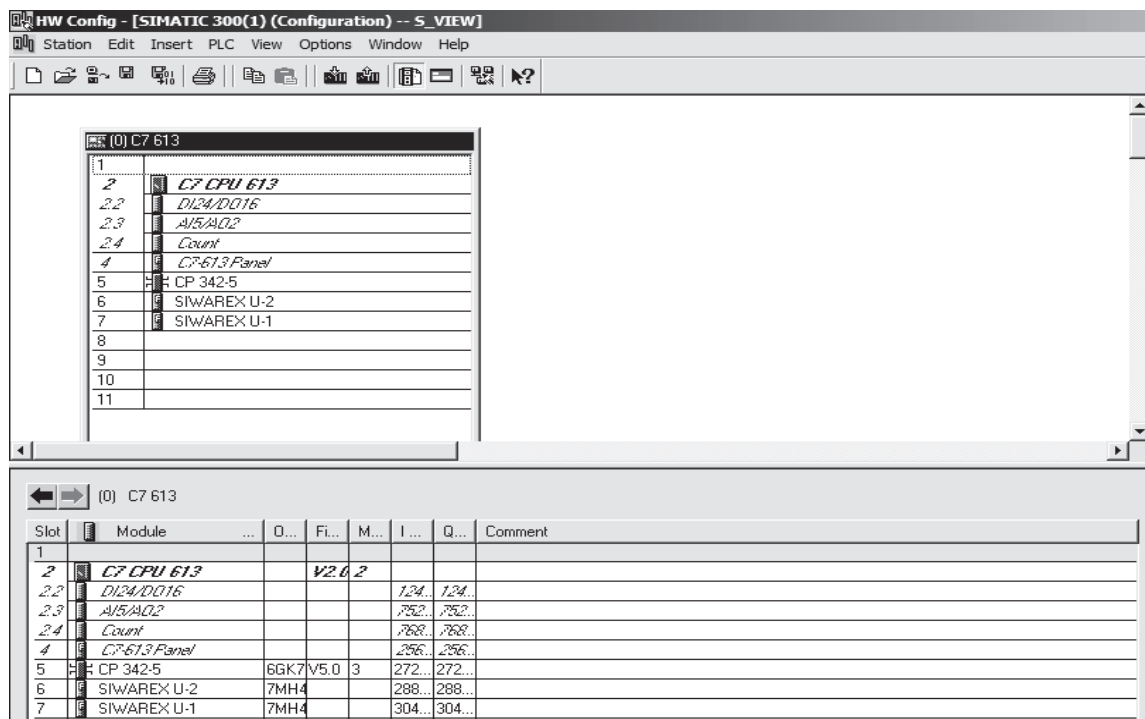 HW Config - [SIMATIC 300(1) (Configuration) -- S_VIEW]
Station Edit Insert PLC View Options Window Help
(0) C7 613
1
2 C7 CPU 613
2.2 DI24/DO16
2.3 AI5/AO2
2.4 Count
4 C7-613 Panel
5 CP 342-5
6 SIWAREX U-2
7 SIWAREX U-1
8
9
10
11
(0) C7 613
Slot Module ... O... Fi... M... I ... Q... Comment
1
2 C7 CPU 613 V2.0 2
2.2 DI24/DO16 124... 124...
2.3 AI5/AO2 752... 752...
2.4 Count 768... 768...
4 C7-613 Panel 256... 256...
5 CP 342-5 6GK7 V5.0 3 272... 272...
6 SIWAREX U-2 7MH4 288... 288...
7 SIWAREX U-1 7MH4 304... 304...